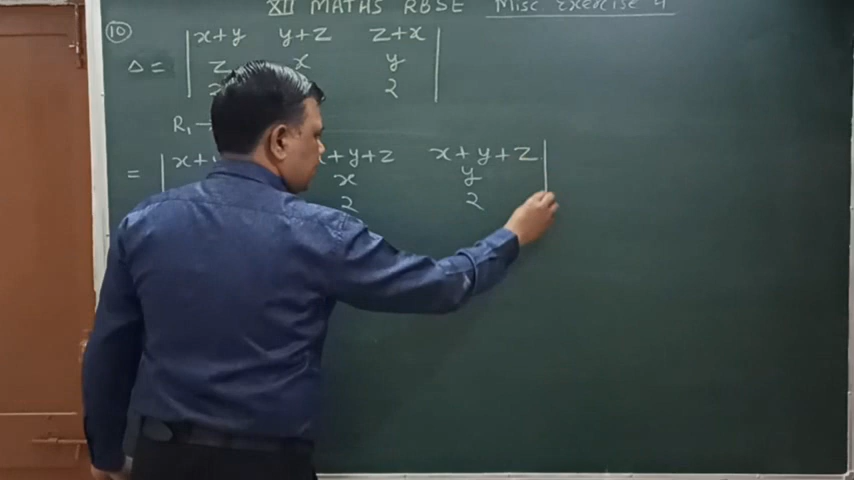 XII MATHS RBSE Misc Exercise 4
(10) x+y y+z z+x
Δ = z x y
2 2
R₁ →
x+y+z x+y+z
= x y
2 2